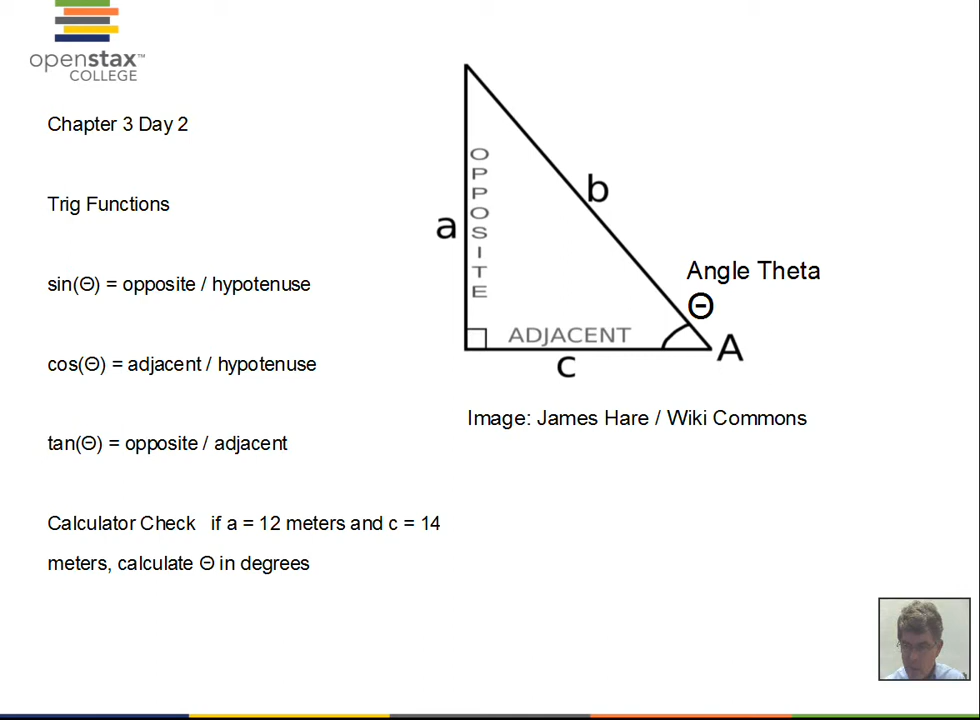 openstax™
COLLEGE
Chapter 3 Day 2
Trig Functions
sin(Θ) = opposite / hypotenuse
cos(Θ) = adjacent / hypotenuse
tan(Θ) = opposite / adjacent
Calculator Check if a = 12 meters and c = 14
meters, calculate Θ in degrees
a
OPPOSITE
b
Angle Theta
Θ
ADJACENT
A
c
Image: James Hare / Wiki Commons